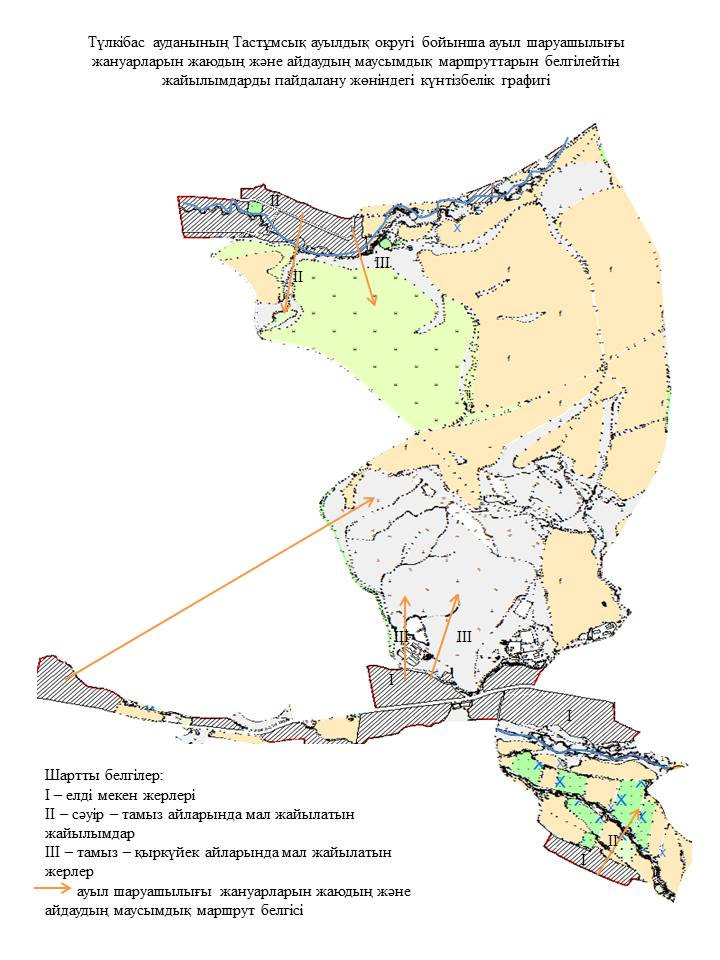 Түлкібас ауданының Тастұмсық ауылдық округі бойынша ауыл шаруашылығы
жануарларын жаюдың және айдаудың маусымдық маршруттарын белгілейтін
жайылымдарды пайдалану жөніндегі күнтізбелік графигі
II
II
III
III
III
I
I
II
I
Шартты белгілер:
I – елді мекен жерлері
II – сәуір – тамыз айларында мал жайылатын
жайылымдар
III – тамыз – қыркүйек айларында мал жайылатын
жерлер
ауыл шаруашылығы жануарларын жаюдың және
айдаудың маусымдық маршрут белгісі